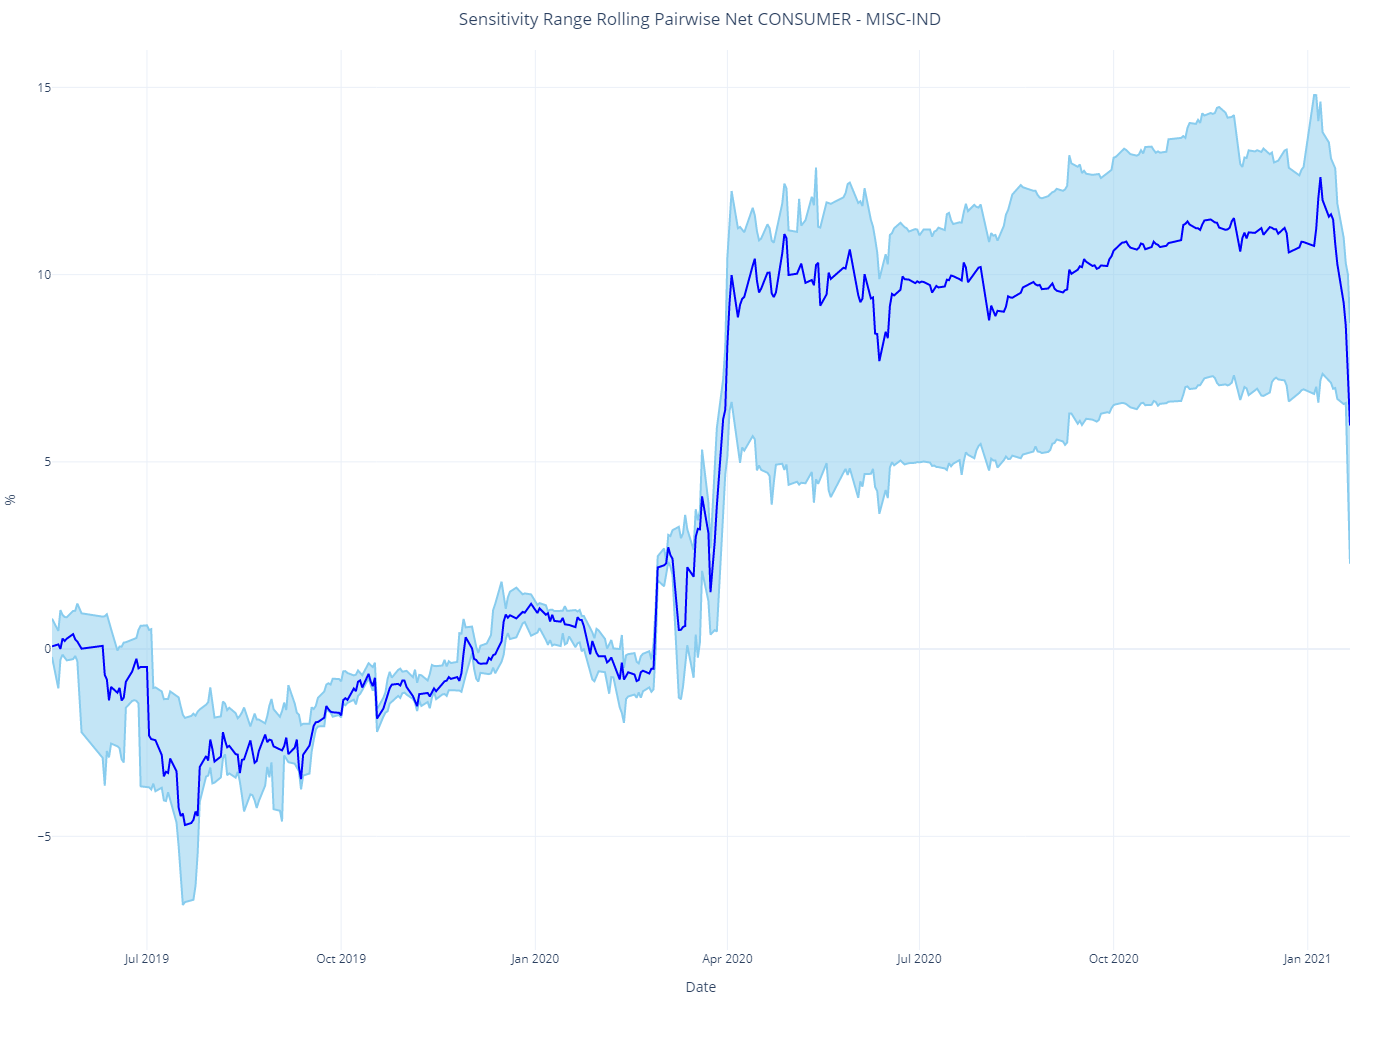 Sensitivity Range Rolling Pairwise Net CONSUMER - MISC-IND
15
10
5
0
−5
%
Jul 2019
Oct 2019
Jan 2020
Apr 2020
Jul 2020
Oct 2020
Jan 2021
Date